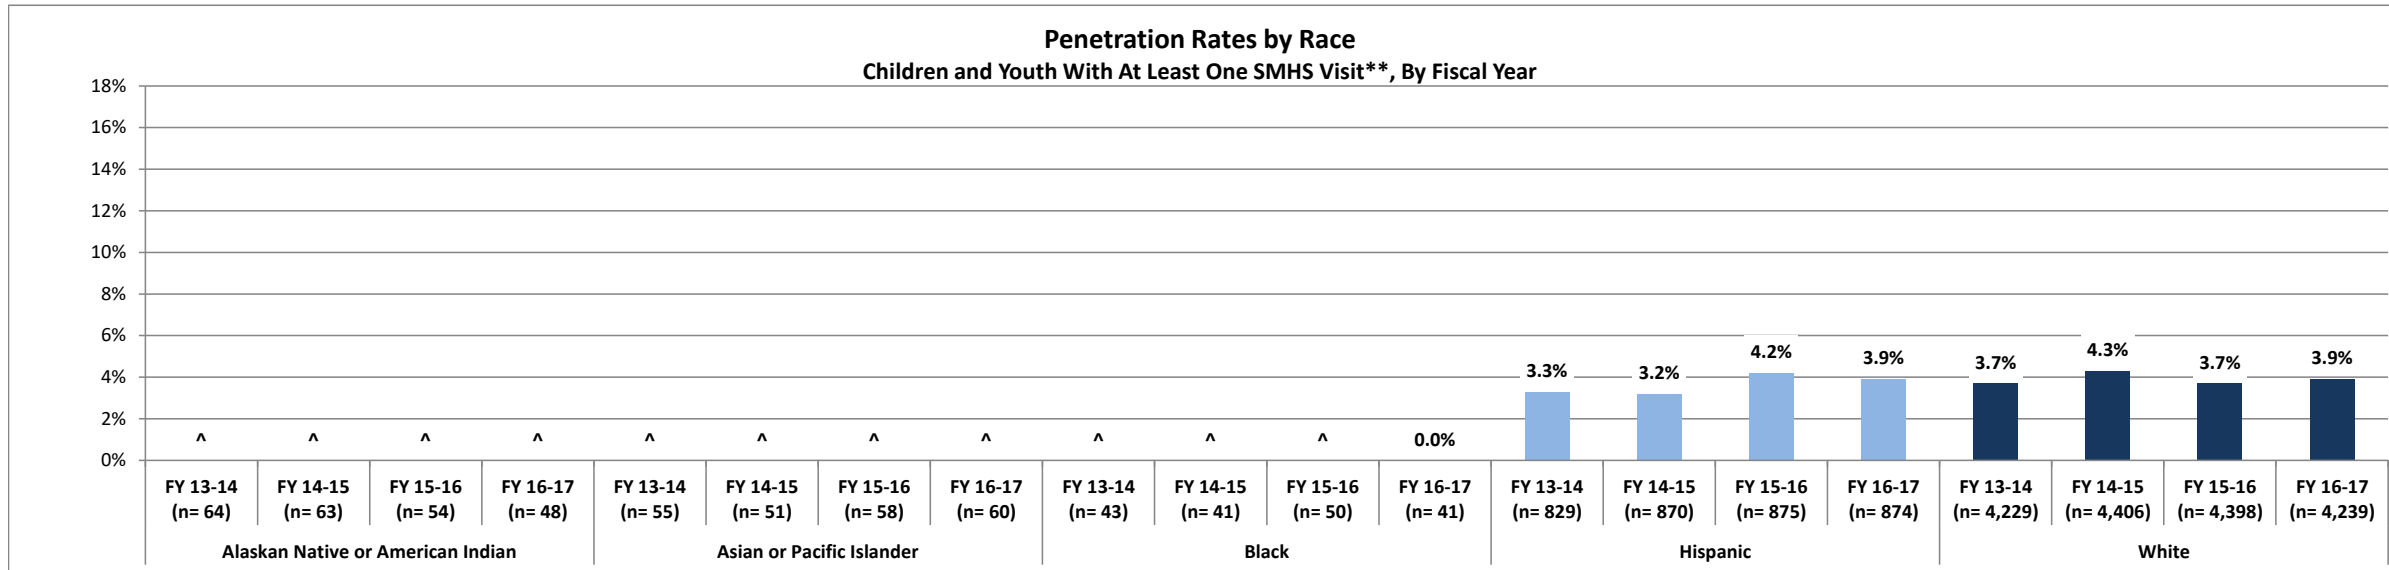 Penetration Rates by Race
Children and Youth With At Least One SMHS Visit**, By Fiscal Year
18%
16%
14%
12%
10%
8%
6%
4%
2%
0%
^ ^ ^ ^ ^ ^ ^ ^ ^ ^ ^ 0.0% 3.3% 3.2% 4.2% 3.9% 3.7% 4.3% 3.7% 3.9%
FY 13-14 FY 14-15 FY 15-16 FY 16-17 FY 13-14 FY 14-15 FY 15-16 FY 16-17 FY 13-14 FY 14-15 FY 15-16 FY 16-17 FY 13-14 FY 14-15 FY 15-16 FY 16-17 FY 13-14 FY 14-15 FY 15-16 FY 16-17
(n= 64) (n= 63) (n= 54) (n= 48) (n= 55) (n= 51) (n= 58) (n= 60) (n= 43) (n= 41) (n= 50) (n= 41) (n= 829) (n= 870) (n= 875) (n= 874) (n= 4,229) (n= 4,406) (n= 4,398) (n= 4,239)
Alaskan Native or American Indian Asian or Pacific Islander Black Hispanic White